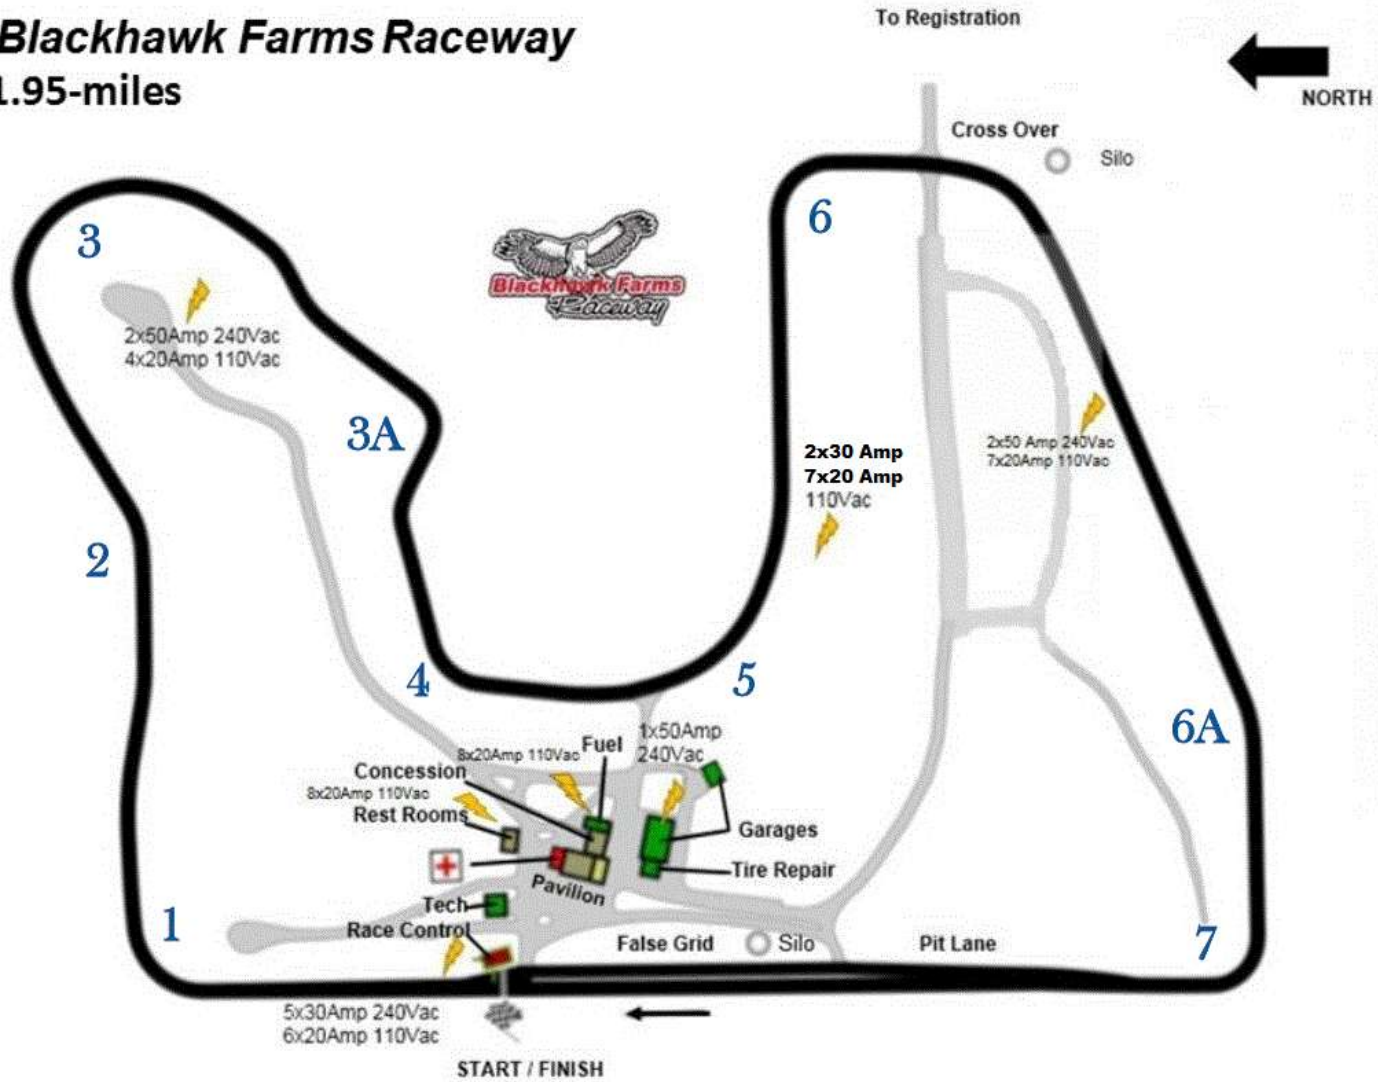 Blackhawk Farms Raceway
1.95-miles
To Registration
NORTH
Cross Over
Silo
3
6
Blackhawk Farms
Raceway
2x50Amp 240Vac
4x20Amp 110Vac
3A
2x30 Amp
7x20 Amp
110Vac
2x50 Amp 240Vac
7x20Amp 110Vac
2
4
5
6A
1x50Amp
240Vac
Fuel
8x20Amp 110Vac
Concession
8x20Amp 110Vac
Rest Rooms
Garages
Tire Repair
Pavilion
Tech
1
Race Control
False Grid
Silo
Pit Lane
7
5x30Amp 240Vac
6x20Amp 110Vac
START / FINISH